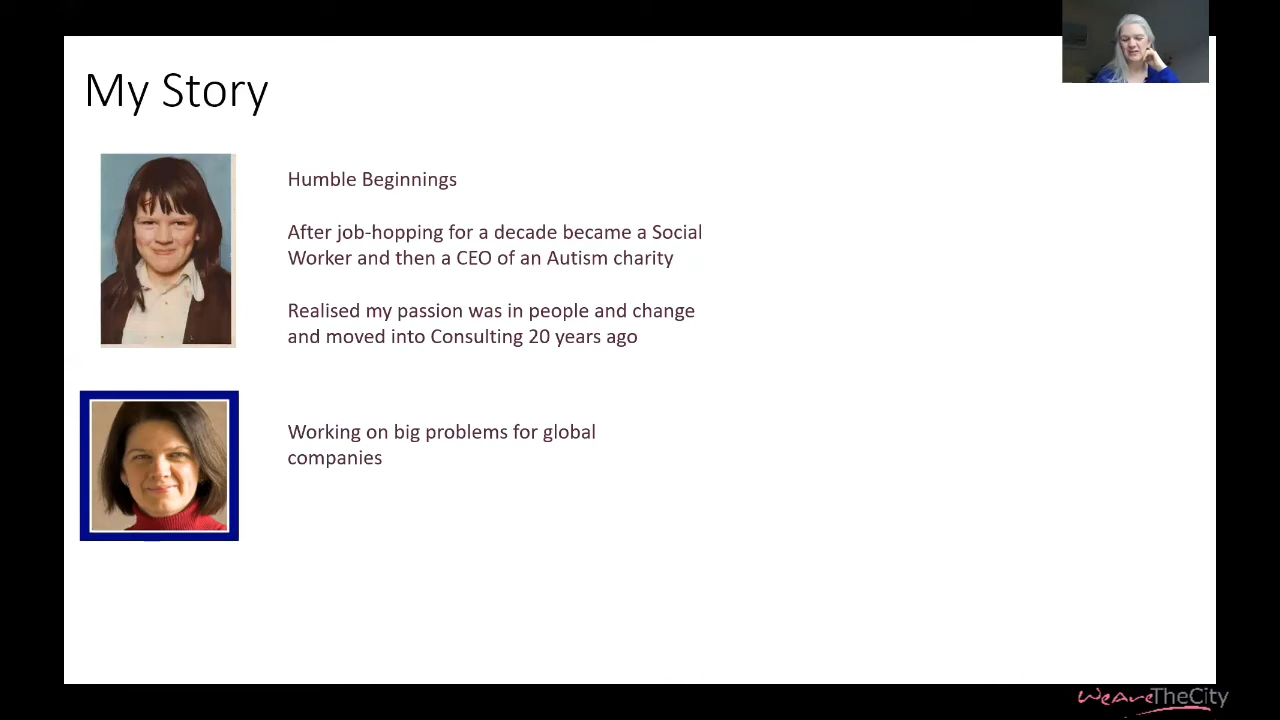 My Story
Humble Beginnings
After job-hopping for a decade became a Social
Worker and then a CEO of an Autism charity
Realised my passion was in people and change
and moved into Consulting 20 years ago
Working on big problems for global
companies
WeAreTheCity